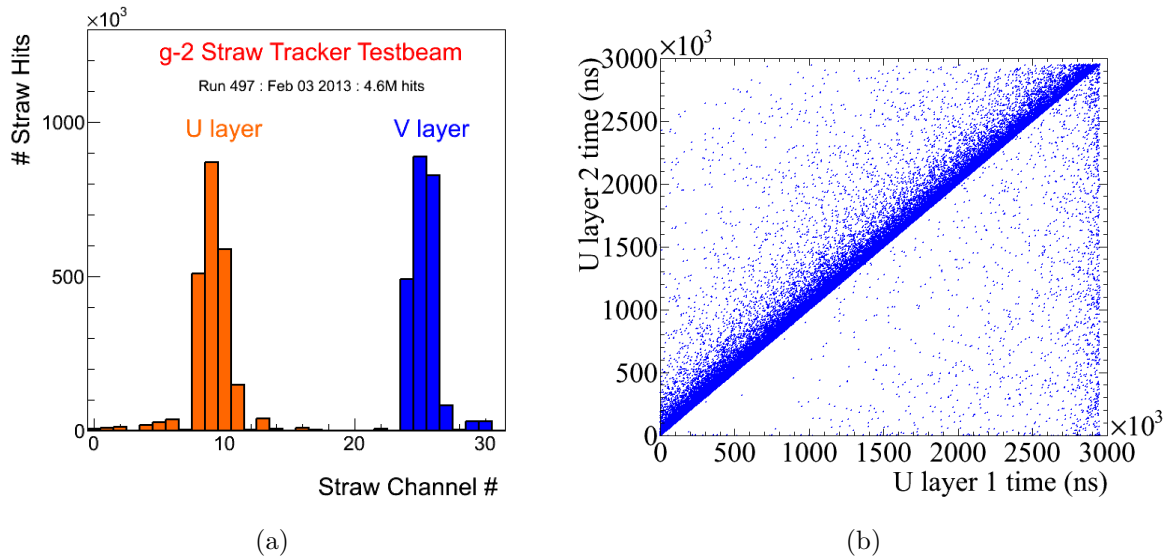 ×10³
g-2 Straw Tracker Testbeam
Run 497 : Feb 03 2013 : 4.6M hits
U layer
V layer
# Straw Hits
1000
500
0
0 10 20 30
Straw Channel #
(a)
×10³
3000
2500
2000
1500
1000
500
0
U layer 2 time (ns)
0 500 1000 1500 2000 2500 3000
×10³
U layer 1 time (ns)
(b)